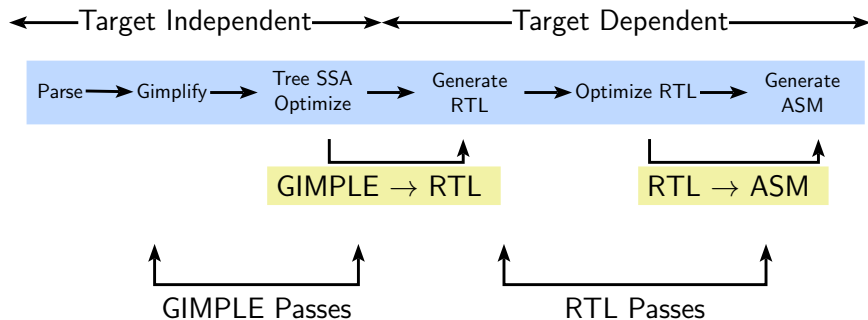 Target Independent Target Dependent
Parse Gimplify Tree SSA Optimize Generate RTL Optimize RTL Generate ASM
GIMPLE → RTL RTL → ASM
GIMPLE Passes RTL Passes